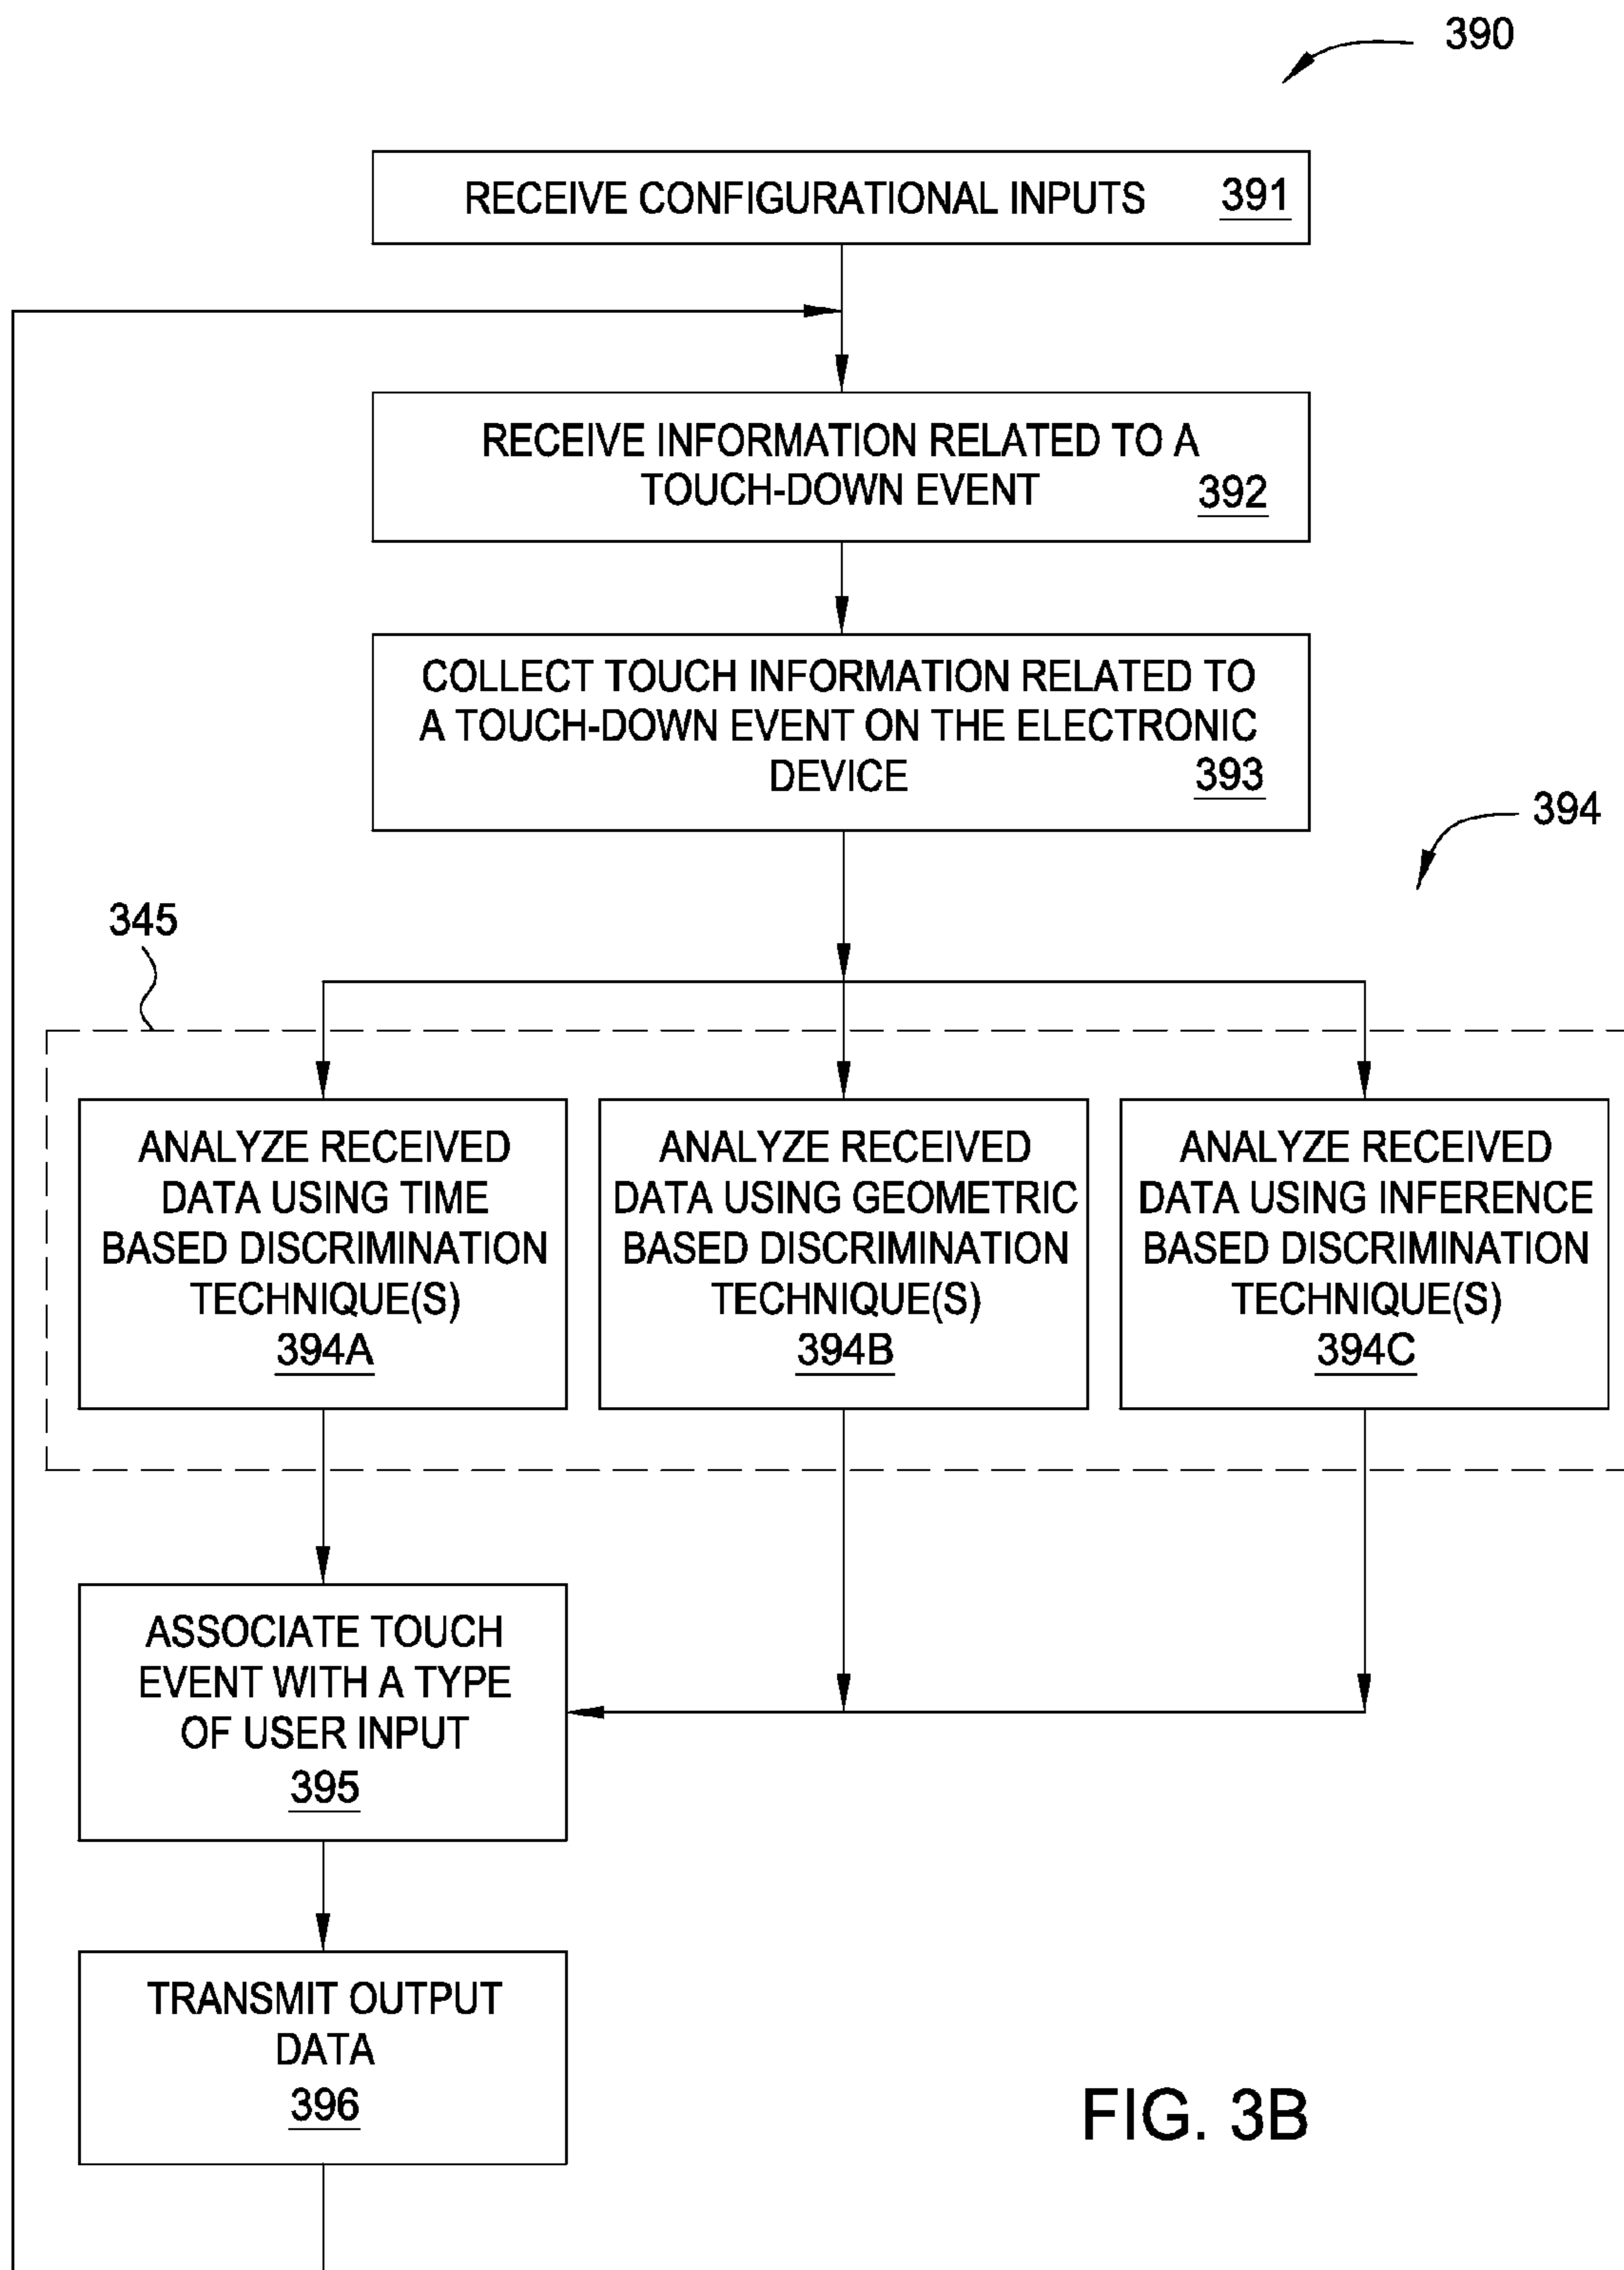 390
RECEIVE CONFIGURATIONAL INPUTS 391
RECEIVE INFORMATION RELATED TO A
TOUCH-DOWN EVENT 392
COLLECT TOUCH INFORMATION RELATED TO
A TOUCH-DOWN EVENT ON THE ELECTRONIC
DEVICE 393
394
345
ANALYZE RECEIVED
DATA USING TIME
BASED DISCRIMINATION
TECHNIQUE(S)
394A
ANALYZE RECEIVED
DATA USING GEOMETRIC
BASED DISCRIMINATION
TECHNIQUE(S)
394B
ANALYZE RECEIVED
DATA USING INFERENCE
BASED DISCRIMINATION
TECHNIQUE(S)
394C
ASSOCIATE TOUCH
EVENT WITH A TYPE
OF USER INPUT
395
TRANSMIT OUTPUT
DATA
396
FIG. 3B